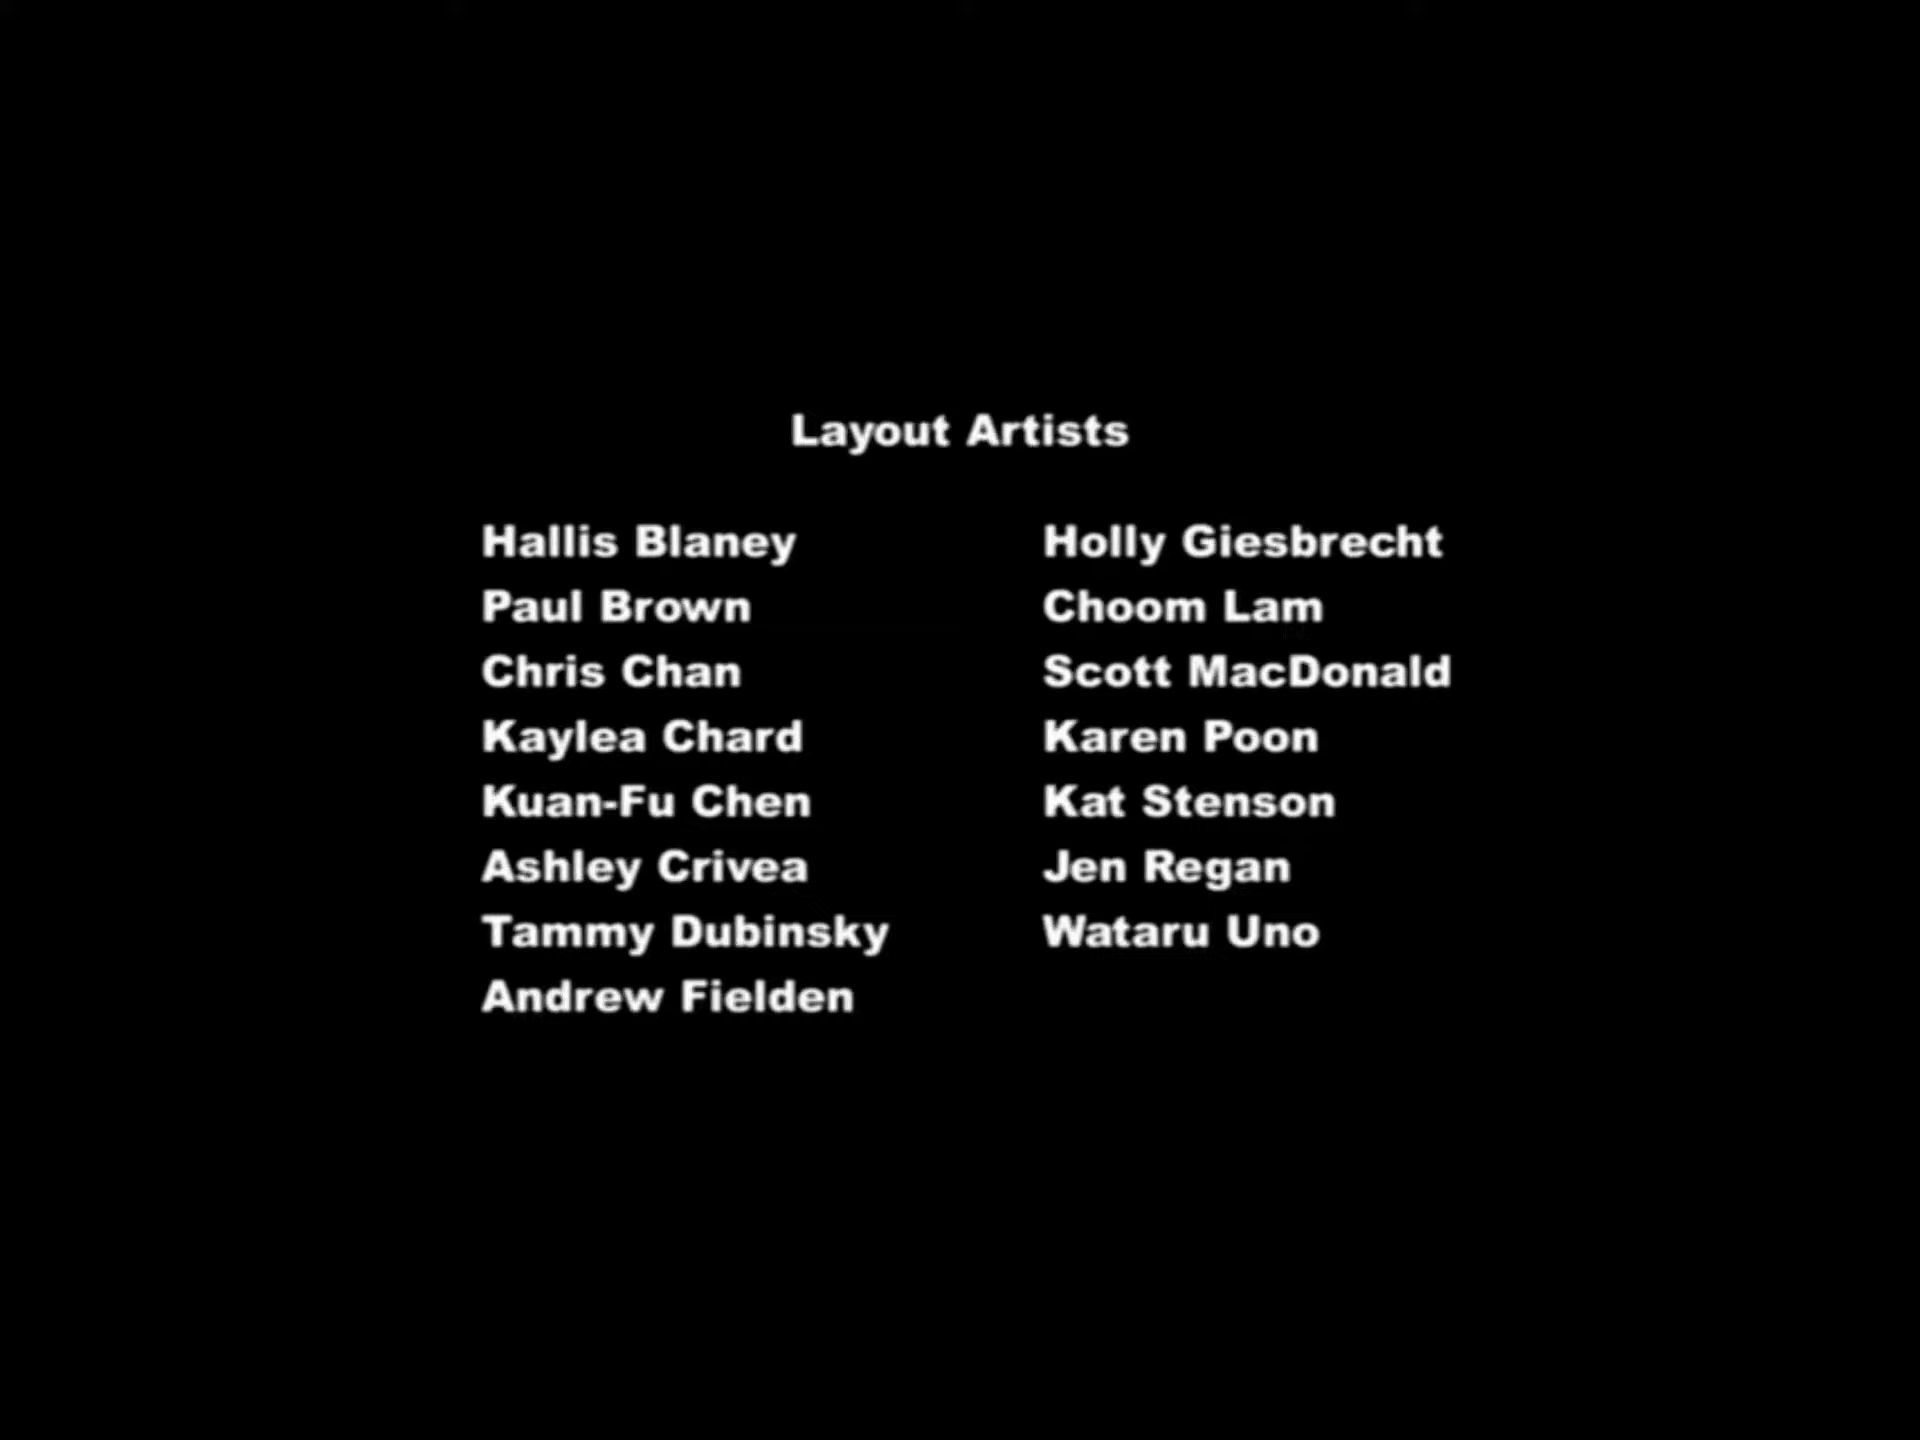 Layout Artists
Hallis Blaney
Paul Brown
Chris Chan
Kaylea Chard
Kuan-Fu Chen
Ashley Crivea
Tammy Dubinsky
Andrew Fielden
Holly Giesbrecht
Choom Lam
Scott MacDonald
Karen Poon
Kat Stenson
Jen Regan
Wataru Uno